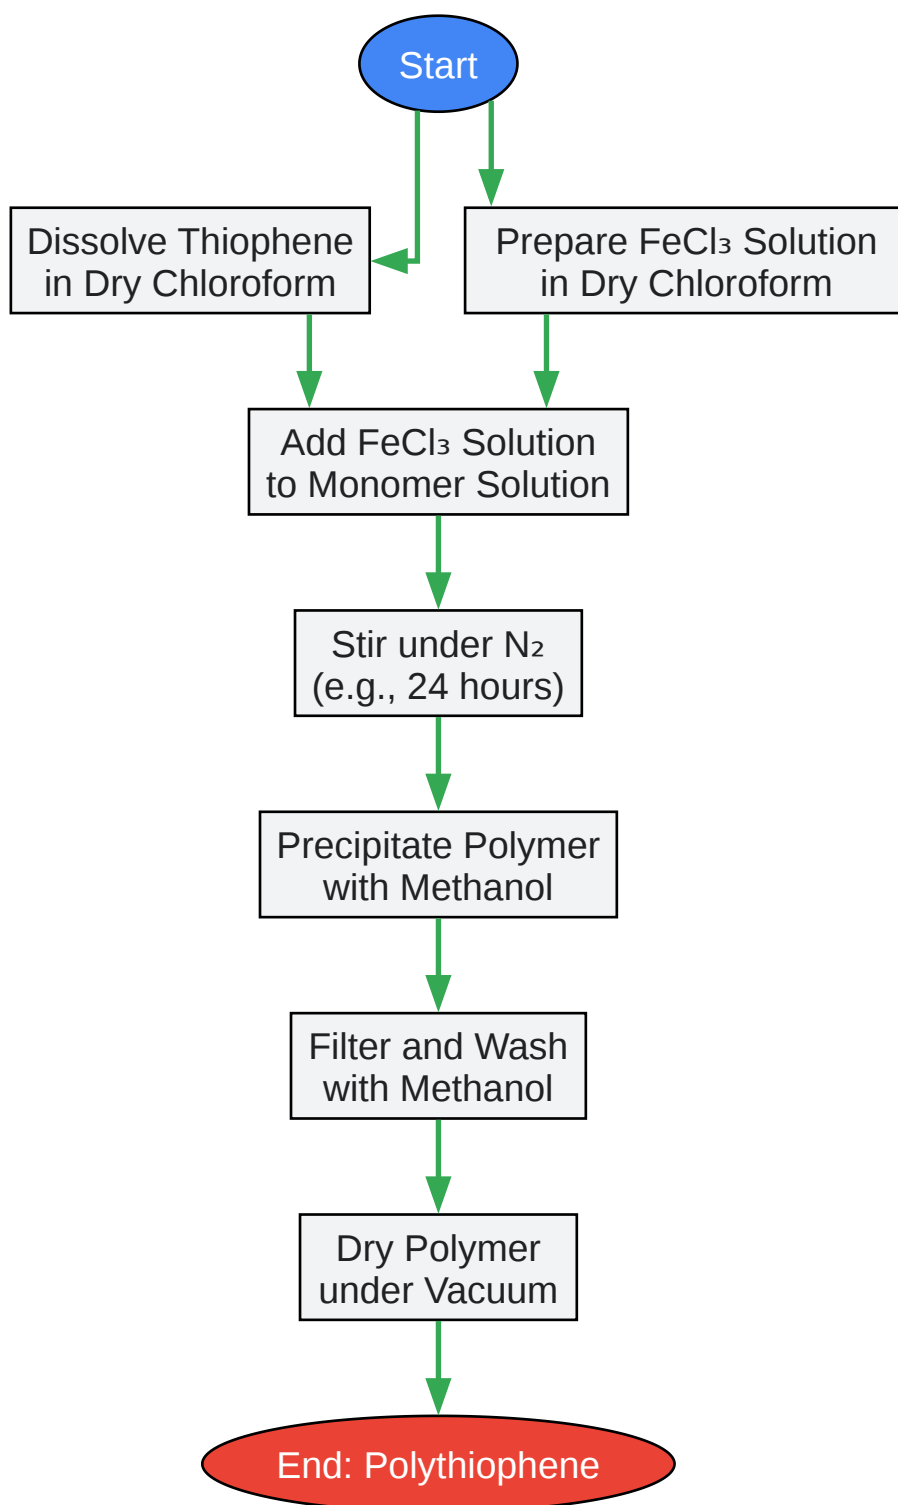 Start
Dissolve Thiophene
in Dry Chloroform
Prepare FeCl₃ Solution
in Dry Chloroform
Add FeCl₃ Solution
to Monomer Solution
Stir under N₂
(e.g., 24 hours)
Precipitate Polymer
with Methanol
Filter and Wash
with Methanol
Dry Polymer
under Vacuum
End: Polythiophene